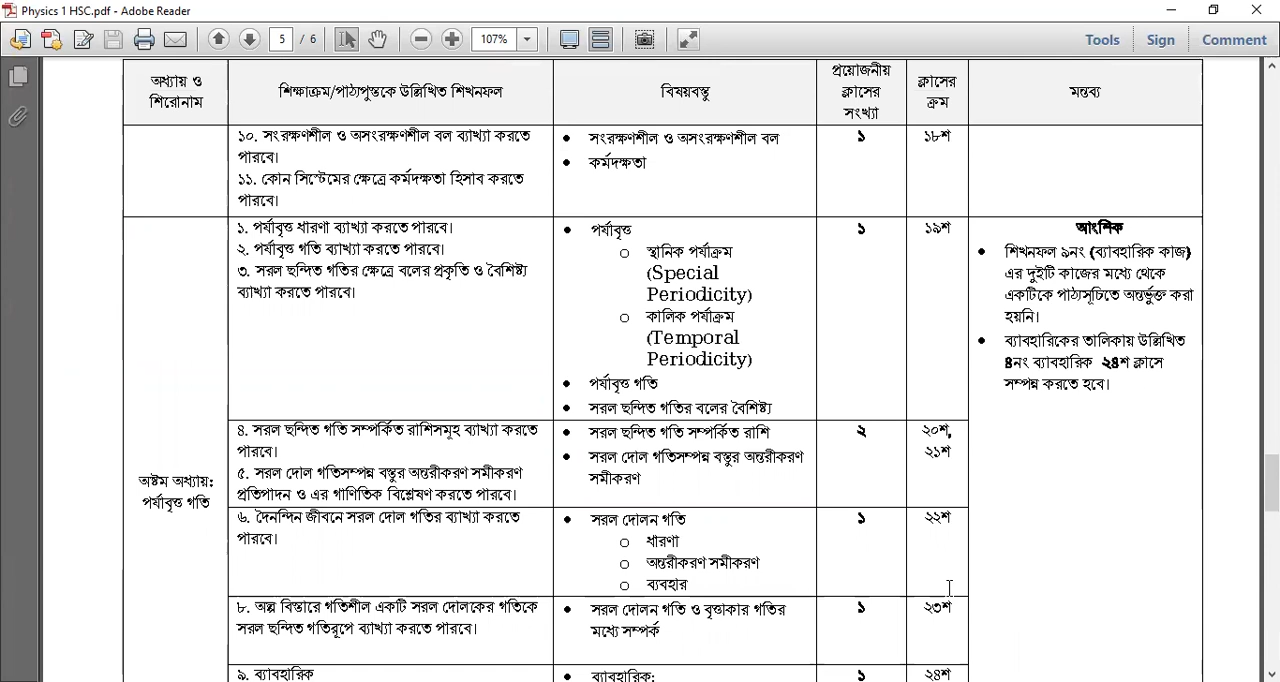 Physics 1 HSC.pdf - Adobe Reader
5 / 6
107%
Tools
Sign
Comment
অধ্যায় ও
শিরোনাম
শিক্ষাক্রম/পাঠ্যপুস্তকে উল্লিখিত শিখনফল
বিষয়বস্তু
প্রয়োজনীয়
ক্লাসের
সংখ্যা
ক্লাসের
ক্রম
মন্তব্য
১০. সংরক্ষণশীল ও অসংরক্ষণশীল বল ব্যাখ্যা করতে
পারবে।
১১. কোন সিস্টেমের ক্ষেত্রে কর্মদক্ষতা হিসাব করতে
পারবে।
• সংরক্ষণশীল ও অসংরক্ষণশীল বল
• কর্মদক্ষতা
১
১৮শ
অষ্টম অধ্যায়:
পর্যাবৃত্ত গতি
১. পর্যাবৃত্ত ধারণা ব্যাখ্যা করতে পারবে।
২. পর্যাবৃত্ত গতি ব্যাখ্যা করতে পারবে।
৩. সরল ছন্দিত গতির ক্ষেত্রে বলের প্রকৃতি ও বৈশিষ্ট্য
ব্যাখ্যা করতে পারবে।
• পর্যাবৃত্ত
o স্থানিক পর্যাক্রম
(Special
Periodicity)
o কালিক পর্যাক্রম
(Temporal
Periodicity)
• পর্যাবৃত্ত গতি
• সরল ছন্দিত গতির বলের বৈশিষ্ট্য
১
১৯শ
আংশিক
• শিখনফল ৯নং (ব্যাবহারিক কাজ)
এর দুইটি কাজের মধ্যে থেকে
একটিকে পাঠ্যসূচিতে অন্তর্ভুক্ত করা
হয়নি।
• ব্যাবহারিকের তালিকায় উল্লিখিত
৪নং ব্যাবহারিক ২৪শ ক্লাসে
সম্পন্ন করতে হবে।
৪. সরল ছন্দিত গতি সম্পর্কিত রাশিসমূহ ব্যাখ্যা করতে
পারবে।
৫. সরল দোল গতিসম্পন্ন বস্তুর অন্তরীকরণ সমীকরণ
প্রতিপাদন ও এর গাণিতিক বিশ্লেষণ করতে পারবে।
• সরল ছন্দিত গতি সম্পর্কিত রাশি
• সরল দোল গতিসম্পন্ন বস্তুর অন্তরীকরণ
সমীকরণ
২
২০শ,
২১শ
৬. দৈনন্দিন জীবনে সরল দোল গতির ব্যাখ্যা করতে
পারবে।
• সরল দোলন গতি
o ধারণা
o অন্তরীকরণ সমীকরণ
o ব্যবহার
১
২২শ
৮. অল্প বিস্তারে গতিশীল একটি সরল দোলকের গতিকে
সরল ছন্দিত গতিরূপে ব্যাখ্যা করতে পারবে।
• সরল দোলন গতি ও বৃত্তাকার গতির
মধ্যে সম্পর্ক
১
২৩শ
৯. ব্যাবহারিক
• ব্যাবহারিক:
১
২৪শ